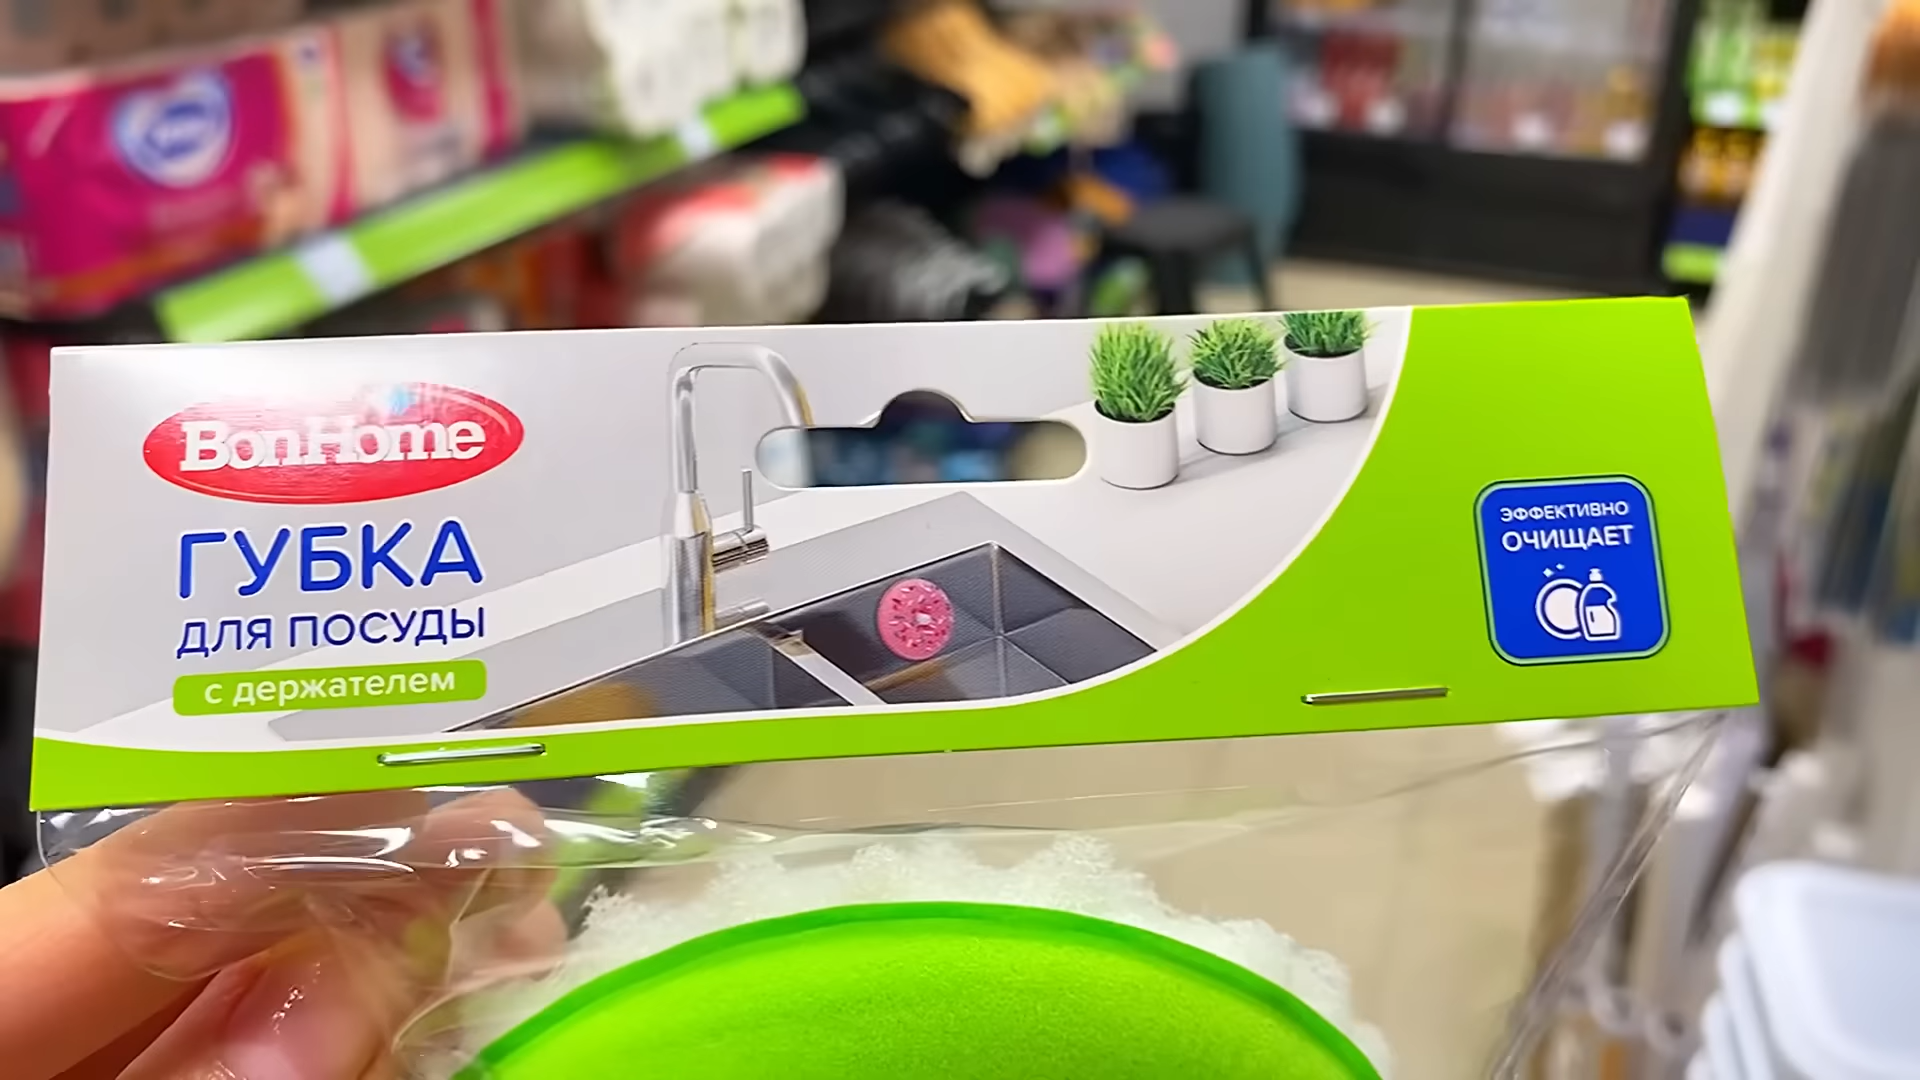 BonHome
ГУБКА
ДЛЯ ПОСУДЫ
с держателем
ЭФФЕКТИВНО
ОЧИЩАЕТ